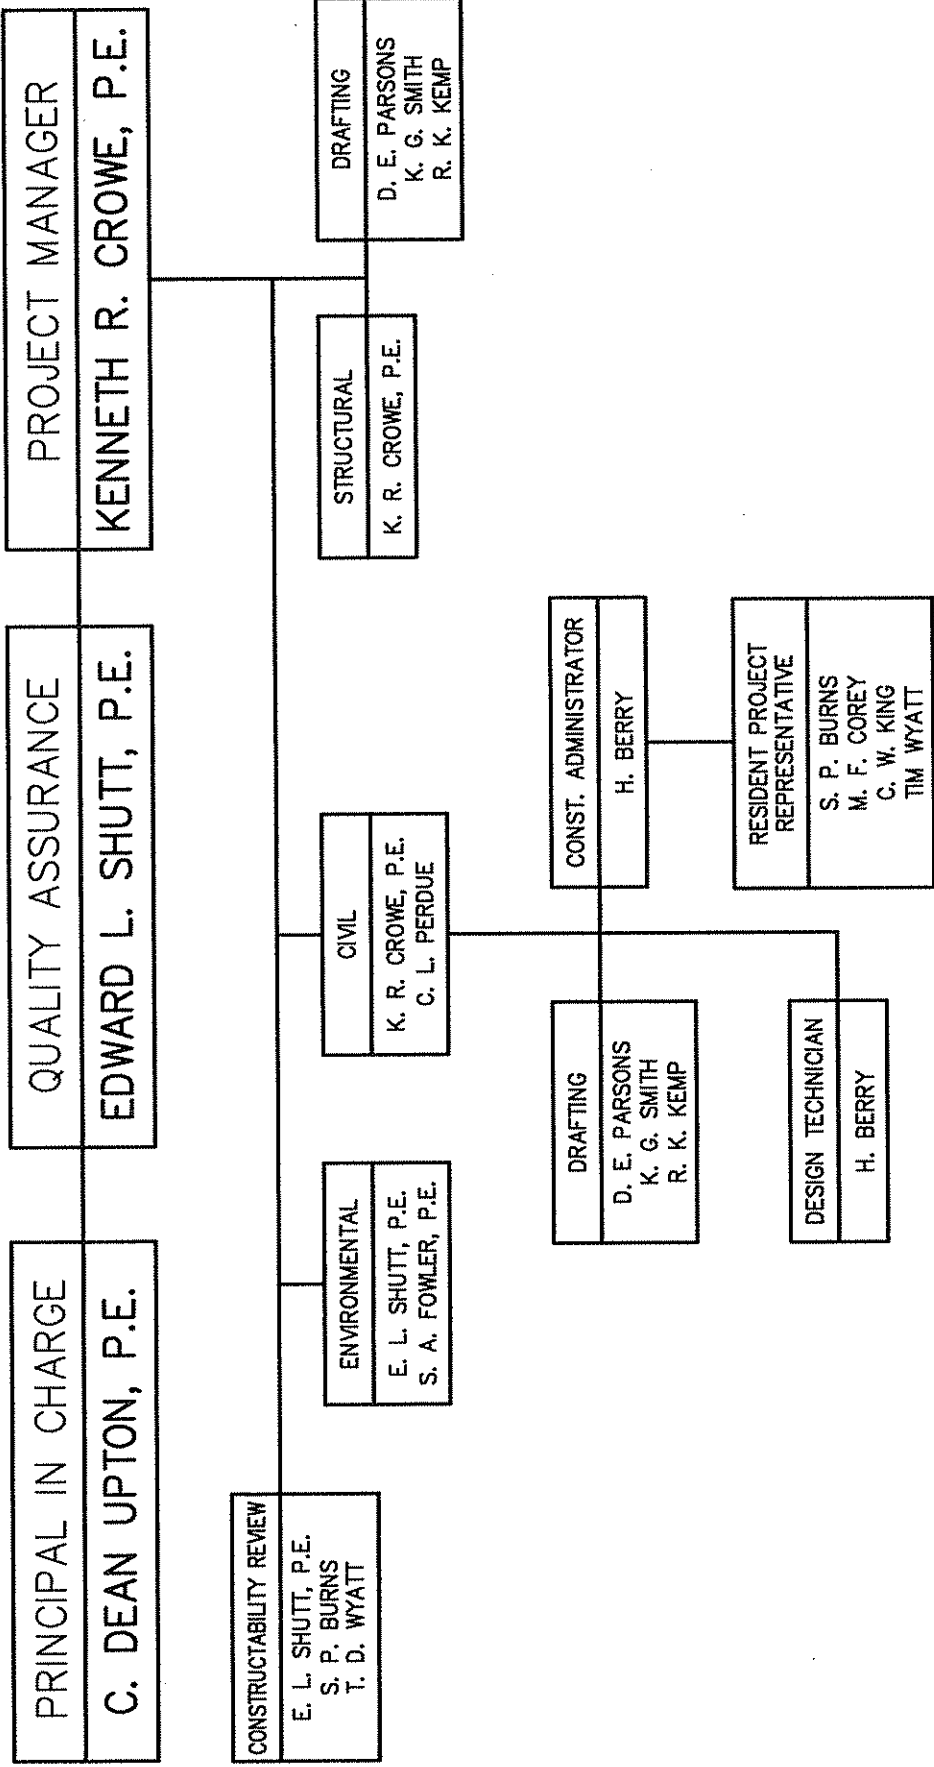 PRINCIPAL IN CHARGE
C. DEAN UPTON, P.E.
QUALITY ASSURANCE
EDWARD L. SHUTT, P.E.
PROJECT MANAGER
KENNETH R. CROWE, P.E.
CONSTRUCTABILITY REVIEW
E. L. SHUTT, P.E.
S. P. BURNS
T. D. WYATT
ENVIRONMENTAL
E. L. SHUTT, P.E.
S. A. FOWLER, P.E.
CIVIL
K. R. CROWE, P.E.
C. L. PERDUE
STRUCTURAL
K. R. CROWE, P.E.
DRAFTING
D. E. PARSONS
K. G. SMITH
R. K. KEMP
DRAFTING
D. E. PARSONS
K. G. SMITH
R. K. KEMP
CONST. ADMINISTRATOR
H. BERRY
DESIGN TECHNICIAN
H. BERRY
RESIDENT PROJECT
REPRESENTATIVE
S. P. BURNS
M. F. COREY
C. W. KING
TIM WYATT